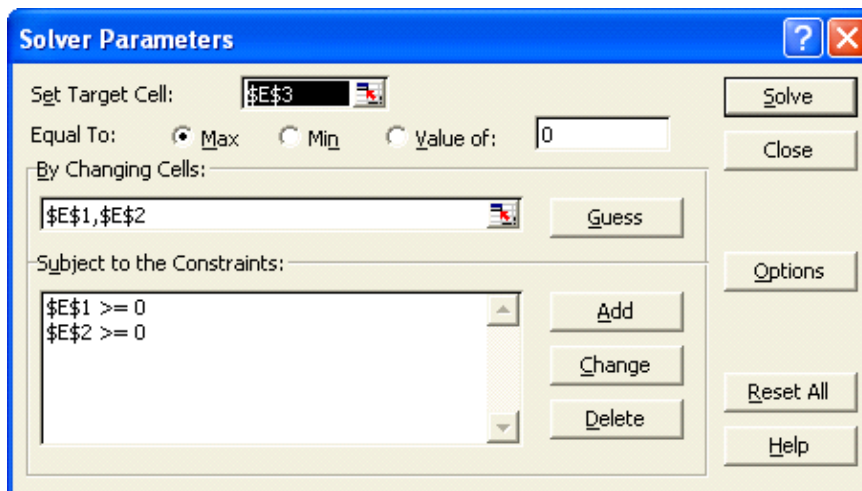 Solver Parameters
?
Set Target Cell: $E$3
Solve
Equal To: Max Min Value of: 0
Close
By Changing Cells:
$E$1,$E$2
Guess
Subject to the Constraints:
Options
$E$1 >= 0
$E$2 >= 0
Add
Change
Reset All
Delete
Help